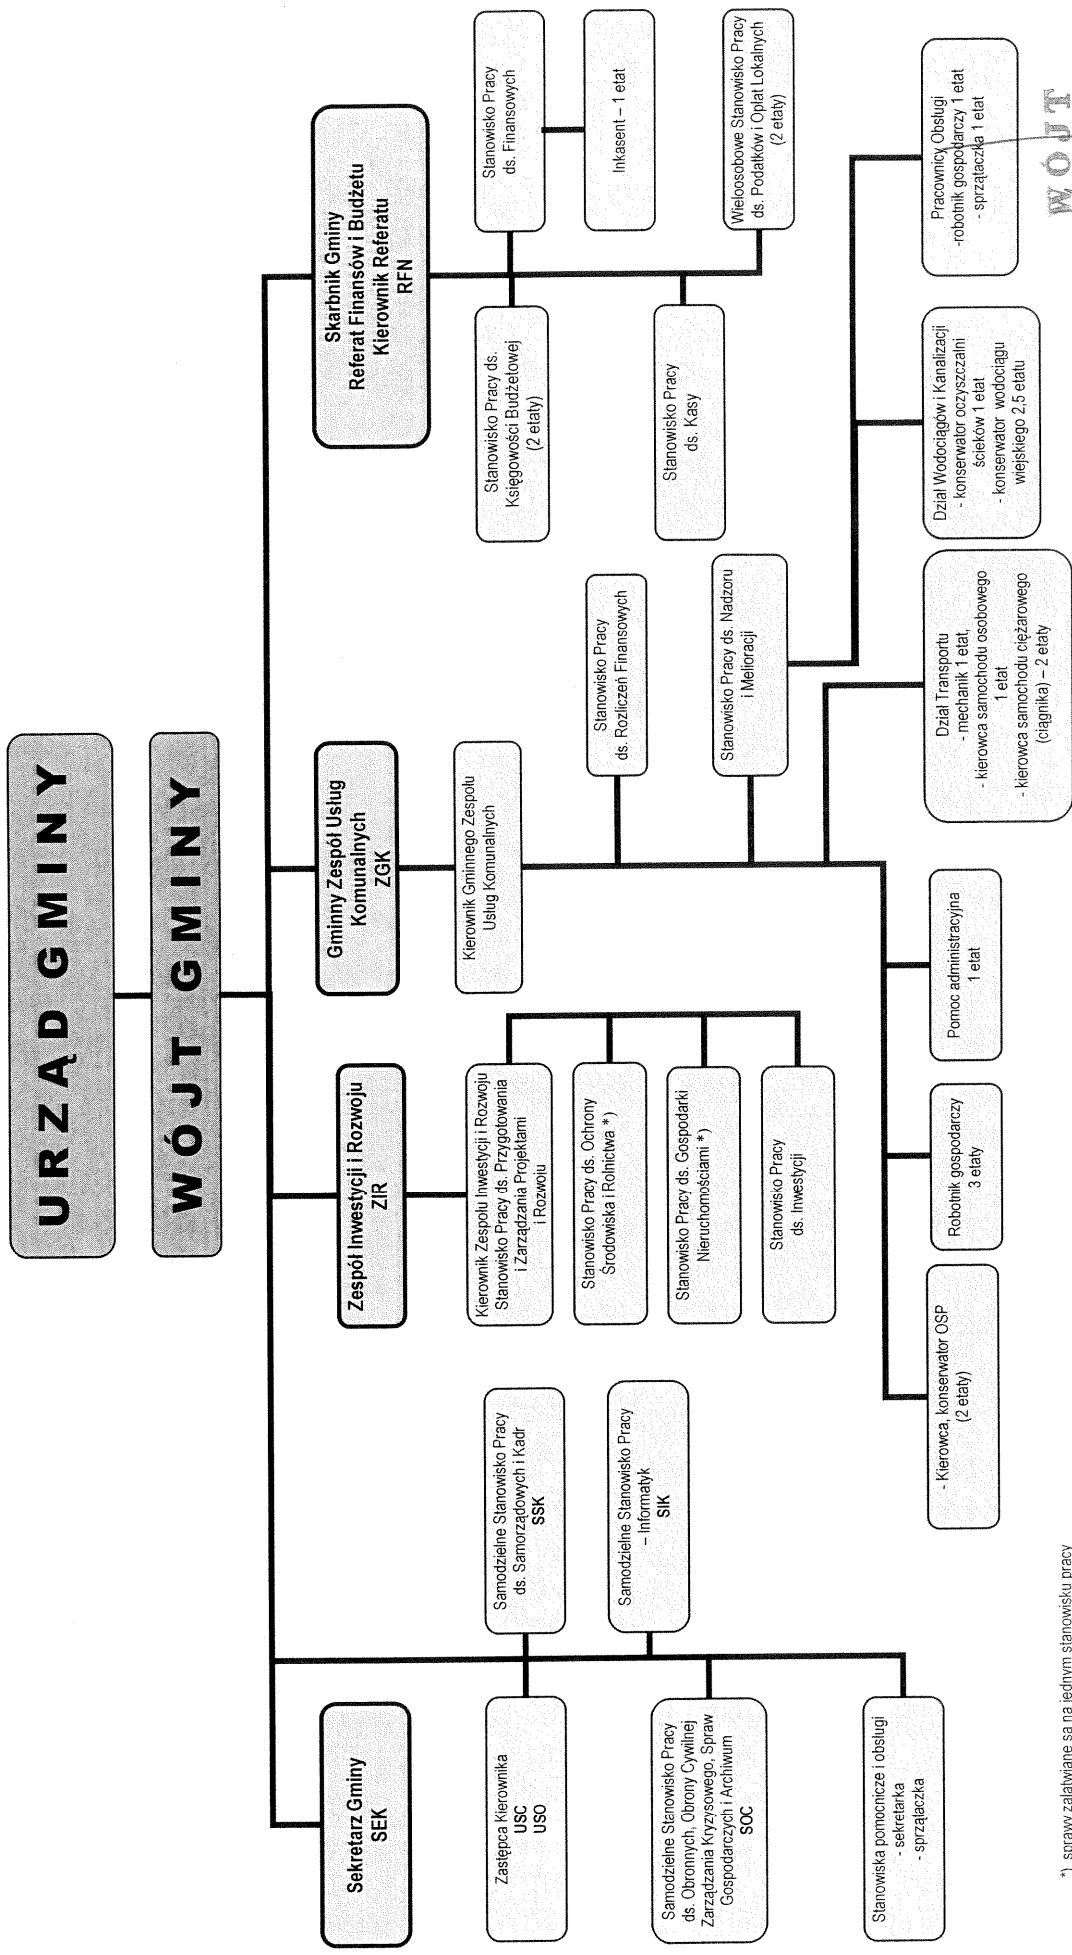 URZĄD GMINY
WÓJT GMINY
Sekretarz Gminy
SEK
Zastępca Kierownika
USC
USO
Samodzielne Stanowisko Pracy
ds. Obronnych, Obrony Cywilnej
Zarządzania Kryzysowego, Spraw
Gospodarczych i Archiwum
SOC
Stanowiska pomocnicze i obsługi
- sekretarka
- sprzątaczka
Samodzielne Stanowisko Pracy
ds. Samorządowych i Kadr
SSK
Samodzielne Stanowisko Pracy
– Informatyk
SIK
Zespół Inwestycji i Rozwoju
ZIR
Kierownik Zespołu Inwestycji i Rozwoju
Stanowisko Pracy ds. Przygotowania
i Zarządzania Projektami
i Rozwoju
Stanowisko Pracy ds. Ochrony
Środowiska i Rolnictwa *)
Stanowisko Pracy ds. Gospodarki
Nieruchomościami *)
Stanowisko Pracy
ds. Inwestycji
Gminny Zespół Usług
Komunalnych
ZGK
Kierownik Gminnego Zespołu
Usług Komunalnych
Stanowisko Pracy
ds. Rozliczeń Finansowych
Stanowisko Pracy ds. Nadzoru
i Melioracji
- Kierowca, konserwator OSP
(2 etaty)
Robotnik gospodarczy
3 etaty
Pomoc administracyjna
1 etat
Dział Transportu
- mechanik 1 etat,
- kierowca samochodu osobowego
1 etat
- kierowca samochodu ciężarowego
(ciągnika) – 2 etaty
Dział Wodociągów i Kanalizacji
- konserwator oczyszczalni
ścieków 1 etat
- konserwator wodociągu
wiejskiego 2,5 etatu
Pracownicy Obsługi
-robotnik gospodarczy 1 etat
- sprzątaczka 1 etat
Skarbnik Gminy
Referat Finansów i Budżetu
Kierownik Referatu
RFN
Stanowisko Pracy ds.
Księgowości Budżetowej
(2 etaty)
Stanowisko Pracy
ds. Kasy
Stanowisko Pracy
ds. Finansowych
Inkasent – 1 etat
Wieloosobowe Stanowisko Pracy
ds. Podatków i Opłat Lokalnych
(2 etaty)
*) sprawy załatwiane są na jednym stanowisku pracy
WÓJT